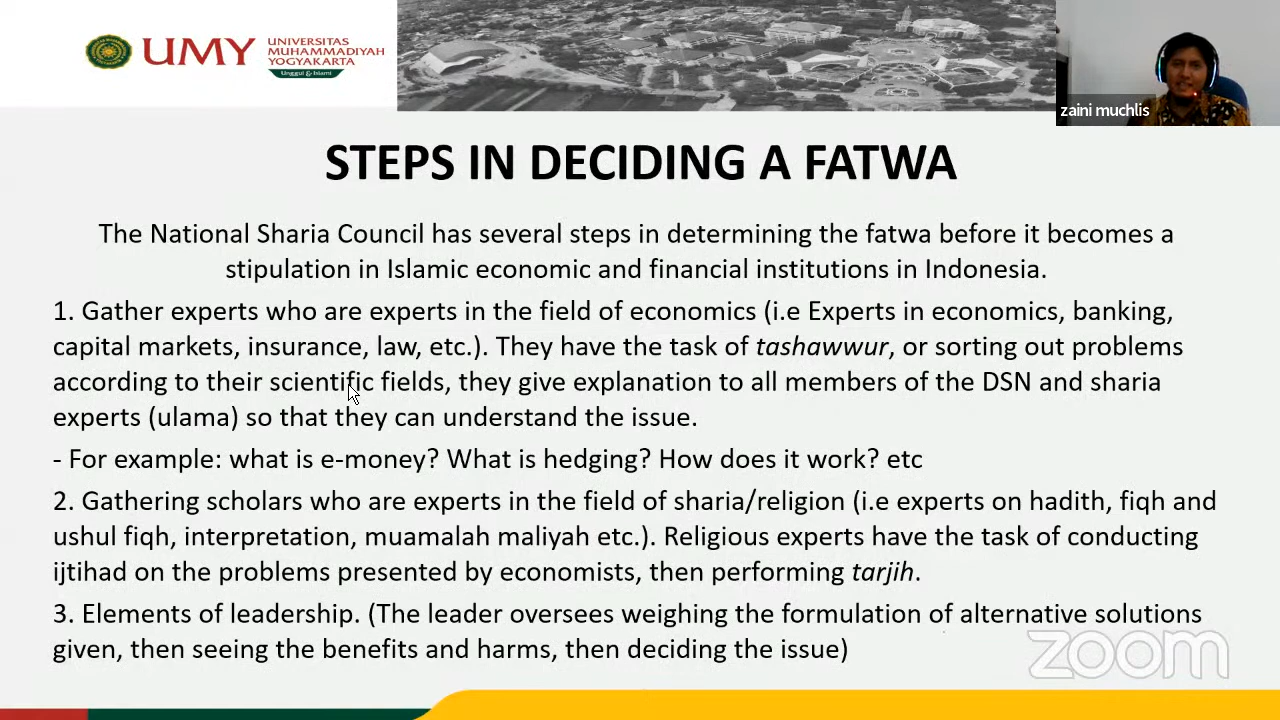 UMY
UNIVERSITAS
MUHAMMADIYAH
YOGYAKARTA
Unggul & Islami
zaini muchlis
STEPS IN DECIDING A FATWA
The National Sharia Council has several steps in determining the fatwa before it becomes a
stipulation in Islamic economic and financial institutions in Indonesia.
1. Gather experts who are experts in the field of economics (i.e Experts in economics, banking,
capital markets, insurance, law, etc.). They have the task of tashawwur, or sorting out problems
according to their scientific fields, they give explanation to all members of the DSN and sharia
experts (ulama) so that they can understand the issue.
- For example: what is e-money? What is hedging? How does it work? etc
2. Gathering scholars who are experts in the field of sharia/religion (i.e experts on hadith, fiqh and
ushul fiqh, interpretation, muamalah maliyah etc.). Religious experts have the task of conducting
ijtihad on the problems presented by economists, then performing tarjih.
3. Elements of leadership. (The leader oversees weighing the formulation of alternative solutions
given, then seeing the benefits and harms, then deciding the issue)
zoom